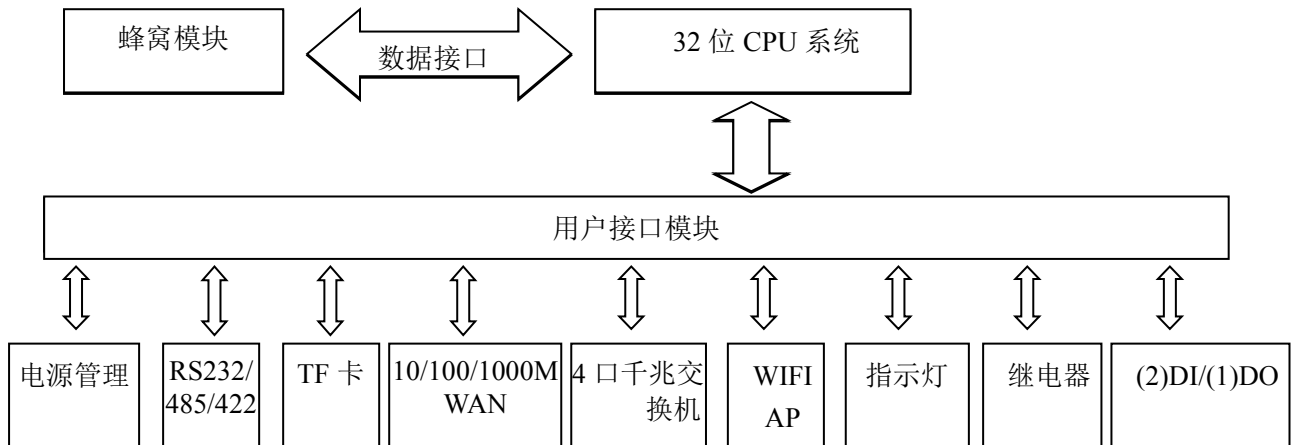 蜂窝模块
数据接口
32 位 CPU 系统
用户接口模块
电源管理
RS232/
485/422
TF 卡
10/100/1000M
WAN
4 口千兆交
换机
WIFI
AP
指示灯
继电器
(2)DI/(1)DO